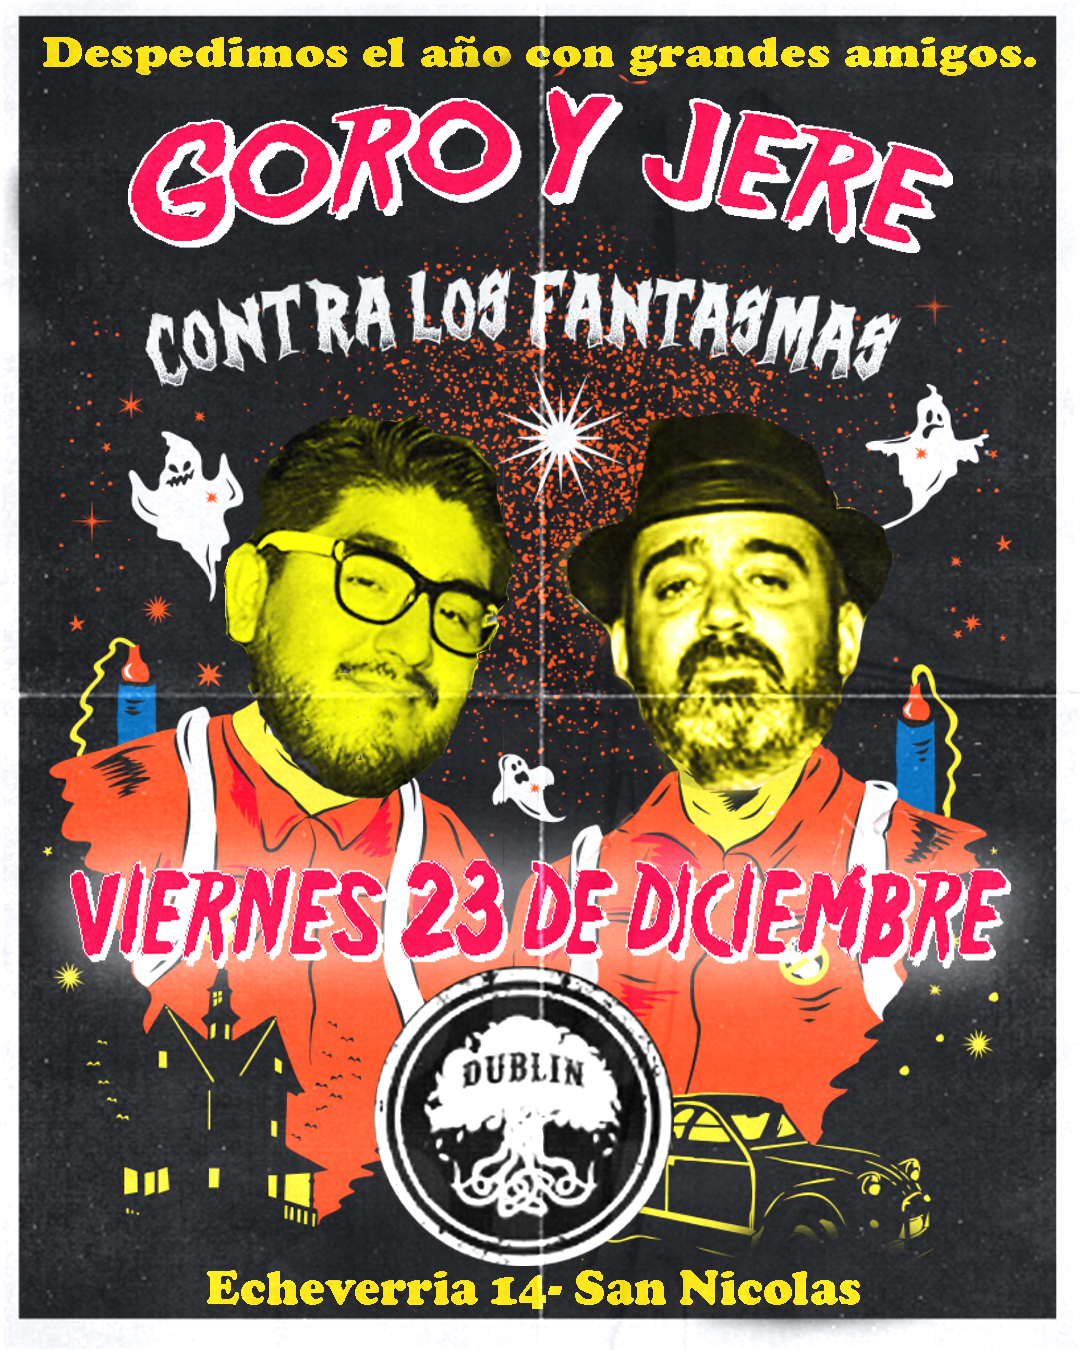 Despedimos el año con grandes amigos.
GORO Y JERE
CONTRA LOS FANTASMAS
VIERNES 23 DE DICIEMBRE
DUBLIN
Echeverria 14- San Nicolas